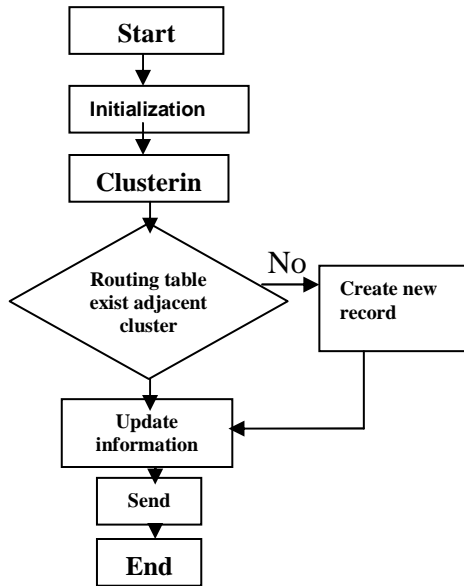 Start
Initialization
Clusterin
Routing table
exist adjacent
cluster
No
Create new
record
Update
information
Send
End